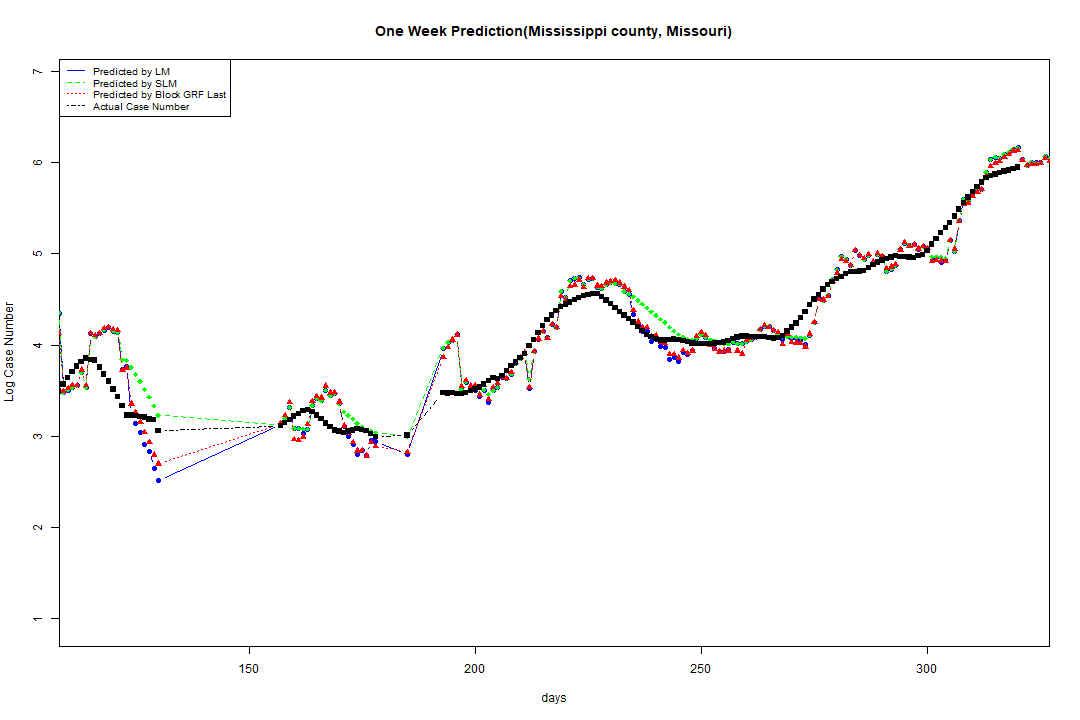 One Week Prediction(Mississippi county, Missouri)
Predicted by LM
Predicted by SLM
Predicted by Block GRF Last
Actual Case Number
7
6
5
4
3
2
1
Log Case Number
150
200
250
300
days